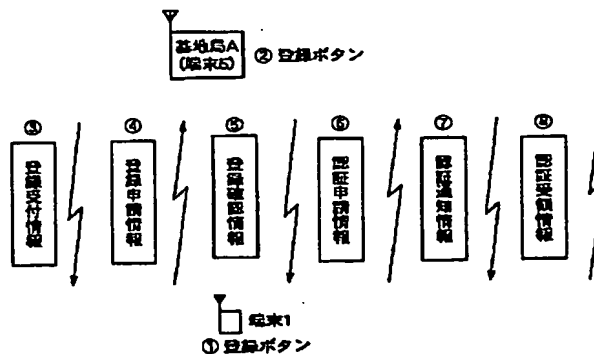 基地局A
(端末5)
② 登録ボタン
③
登録受付情報
④
登録申請情報
⑤
登録確認情報
⑥
認証申請情報
⑦
認証通知情報
⑧
認証受領情報
端末1
① 登録ボタン